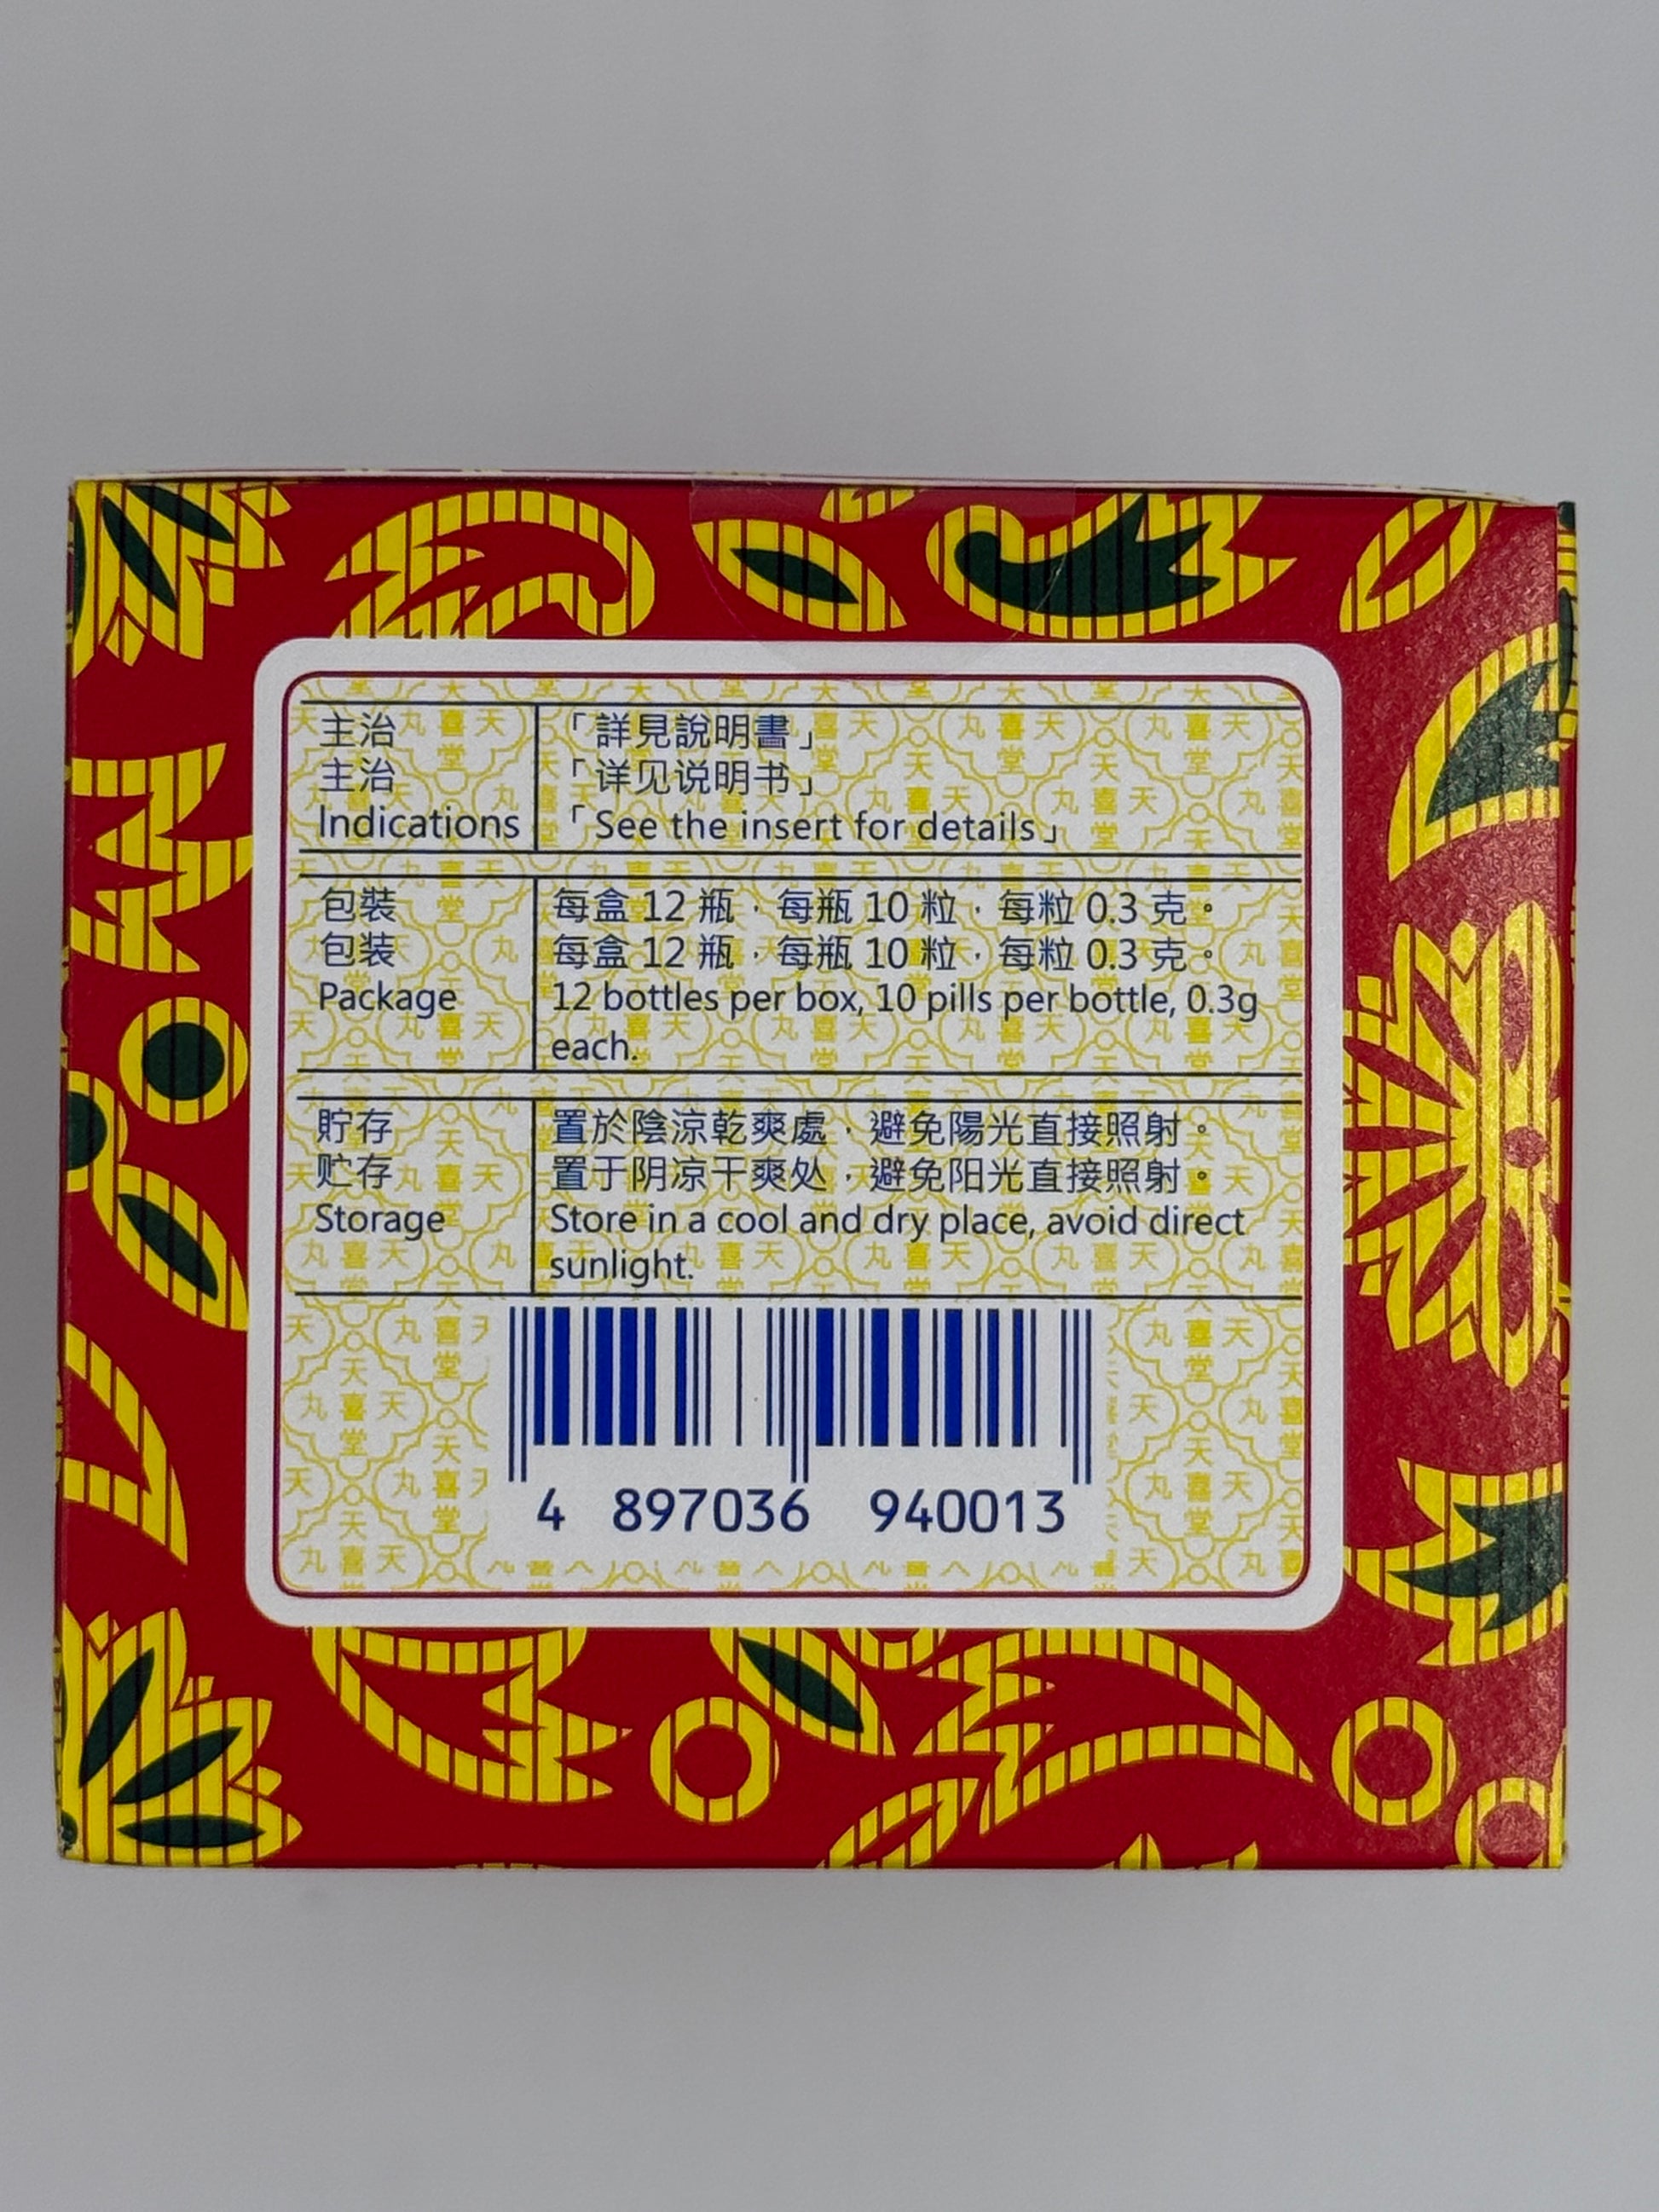 主治 「詳見說明書」
主治 「详见说明书」
Indications 「See the insert for details」
包裝 每盒 12 瓶，每瓶 10 粒，每粒 0.3 克。
包装 每盒 12 瓶，每瓶 10 粒，每粒 0.3 克。
Package 12 bottles per box, 10 pills per bottle, 0.3g
each.
貯存 置於陰涼乾爽處，避免陽光直接照射。
贮存 置于阴凉干爽处，避免阳光直接照射。
Storage Store in a cool and dry place, avoid direct
sunlight.
4 897036 940013